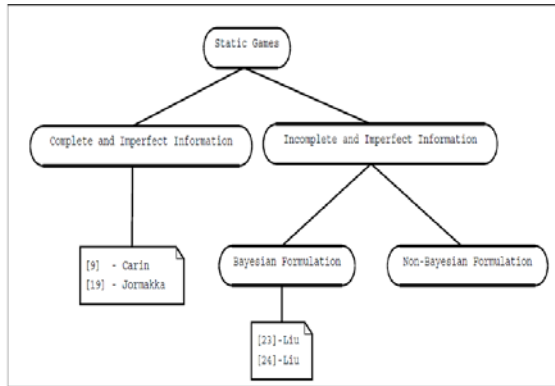 Static Games
Complete and Imperfect Information
Incomplete and Imperfect Information
[9] - Carin
[19] - Jormakka
Bayesian Formulation
Non-Bayesian Formulation
[23]-Liu
[24]-Liu